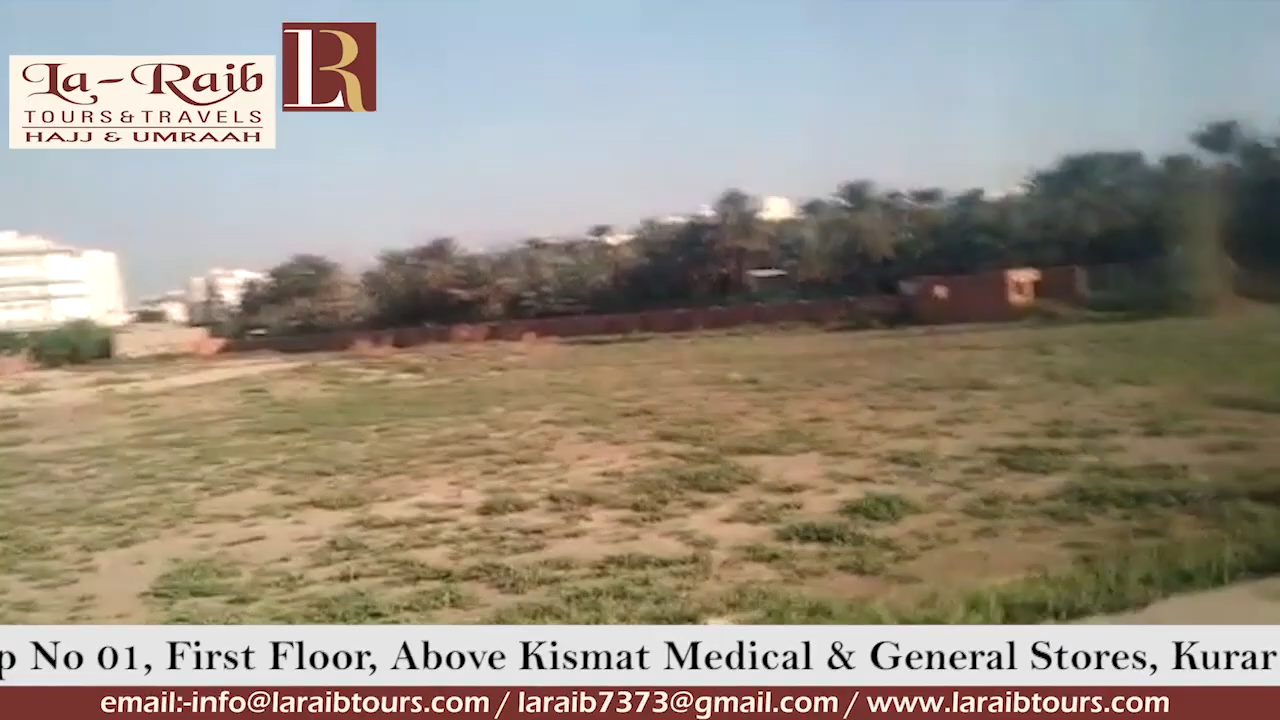 La-Raib
TOURS & TRAVELS
HAJJ & UMRAAH
LR
p No 01, First Floor, Above Kismat Medical & General Stores, Kurar
email:-info@laraibtours.com / laraib7373@gmail.com / www.laraibtours.com